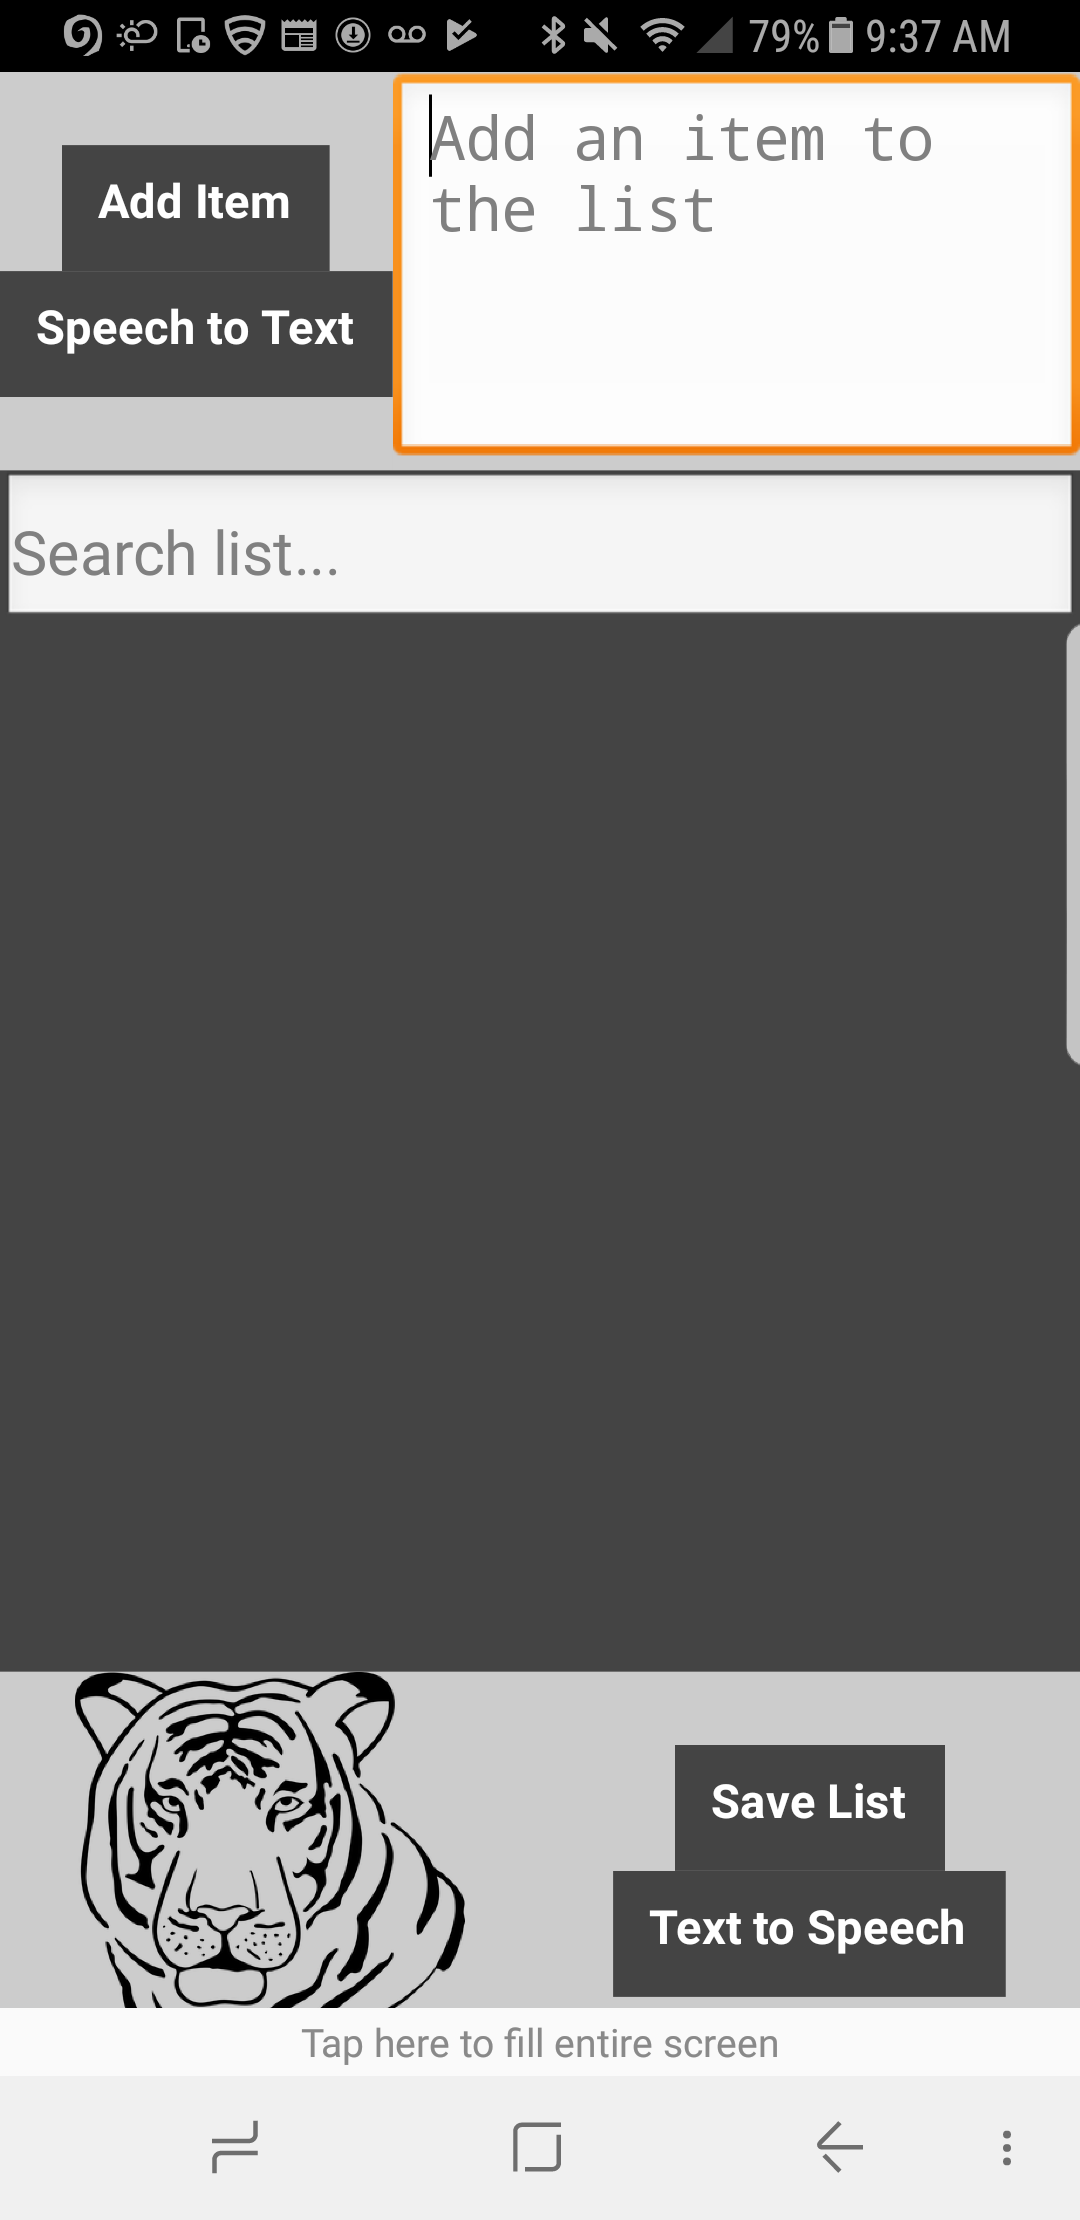 79% 9:37 AM
Add Item
Speech to Text
Add an item to
the list
Search list...
Save List
Text to Speech
Tap here to fill entire screen